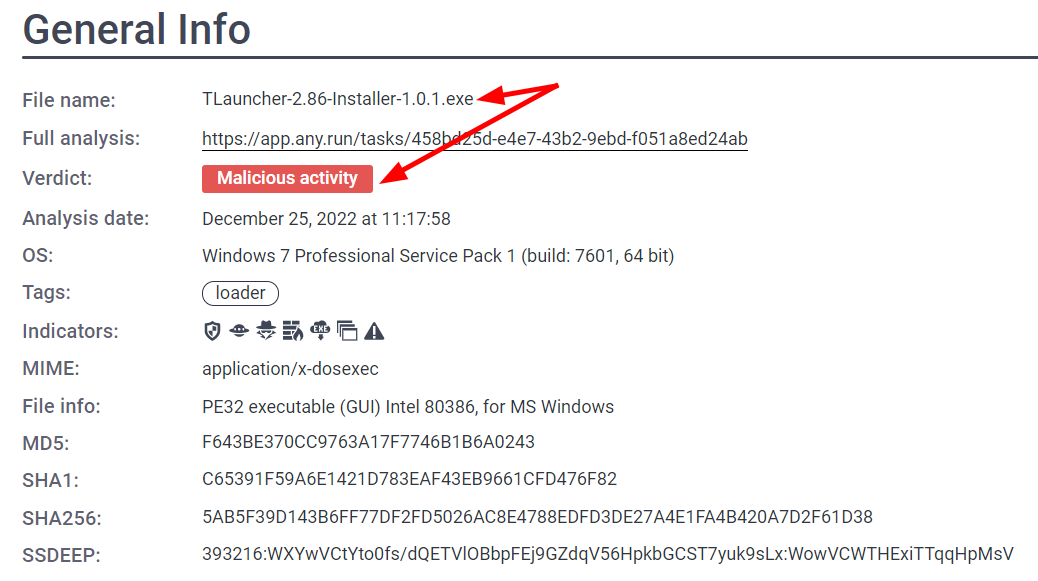 General Info
File name: TLauncher-2.86-Installer-1.0.1.exe
Full analysis: https://app.any.run/tasks/458bd25d-e4e7-43b2-9ebd-f051a8ed24ab
Verdict: Malicious activity
Analysis date: December 25, 2022 at 11:17:58
OS: Windows 7 Professional Service Pack 1 (build: 7601, 64 bit)
Tags: loader
Indicators: EXE
MIME: application/x-dosexec
File info: PE32 executable (GUI) Intel 80386, for MS Windows
MD5: F643BE370CC9763A17F7746B1B6A0243
SHA1: C65391F59A6E1421D783EAF43EB9661CFD476F82
SHA256: 5AB5F39D143B6FF77DF2FD5026AC8E4788EDFD3DE27A4E1FA4B420A7D2F61D38
SSDEEP: 393216:WXYwVCtYto0fs/dQETVlOBbpFEj9GZdqV56HpkbGCST7yuk9sLx:WowVCWTHExiTTqqHpMsV